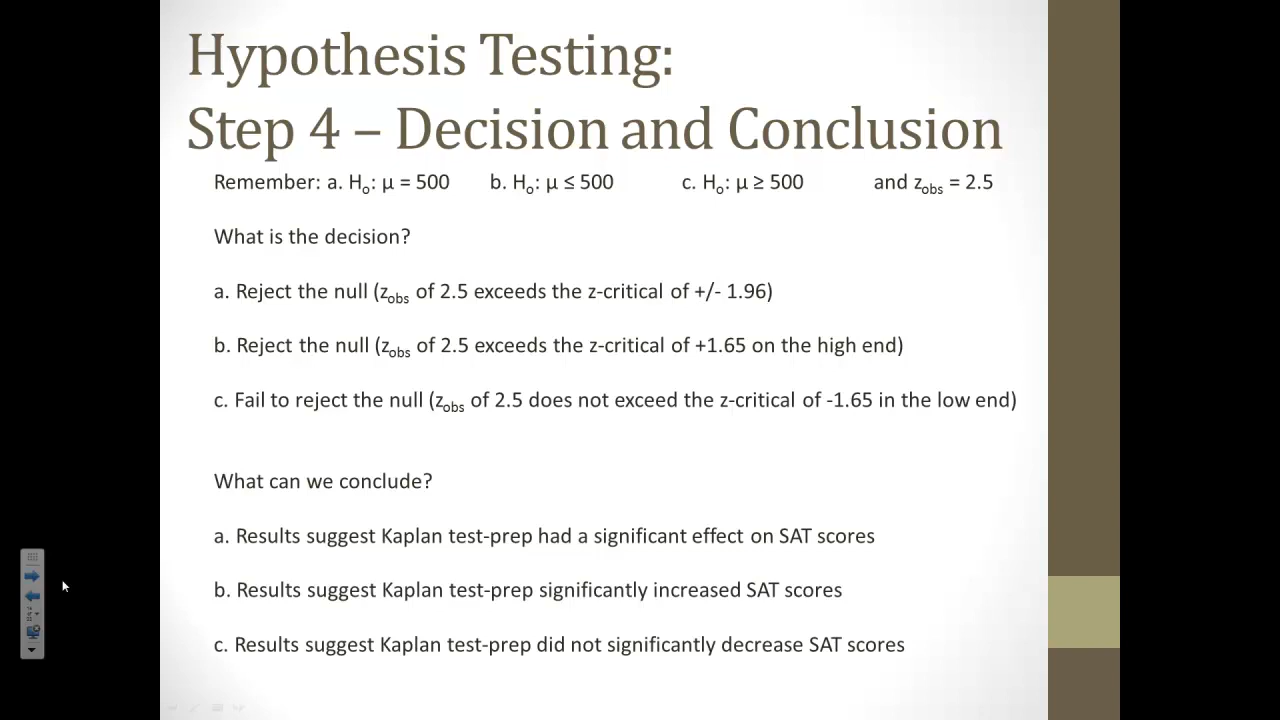 Hypothesis Testing:
Step 4 – Decision and Conclusion
Remember: a. Ho: µ = 500 b. Ho: µ ≤ 500 c. Ho: µ ≥ 500 and zobs = 2.5
What is the decision?
a. Reject the null (zobs of 2.5 exceeds the z-critical of +/- 1.96)
b. Reject the null (zobs of 2.5 exceeds the z-critical of +1.65 on the high end)
c. Fail to reject the null (zobs of 2.5 does not exceed the z-critical of -1.65 in the low end)
What can we conclude?
a. Results suggest Kaplan test-prep had a significant effect on SAT scores
b. Results suggest Kaplan test-prep significantly increased SAT scores
c. Results suggest Kaplan test-prep did not significantly decrease SAT scores